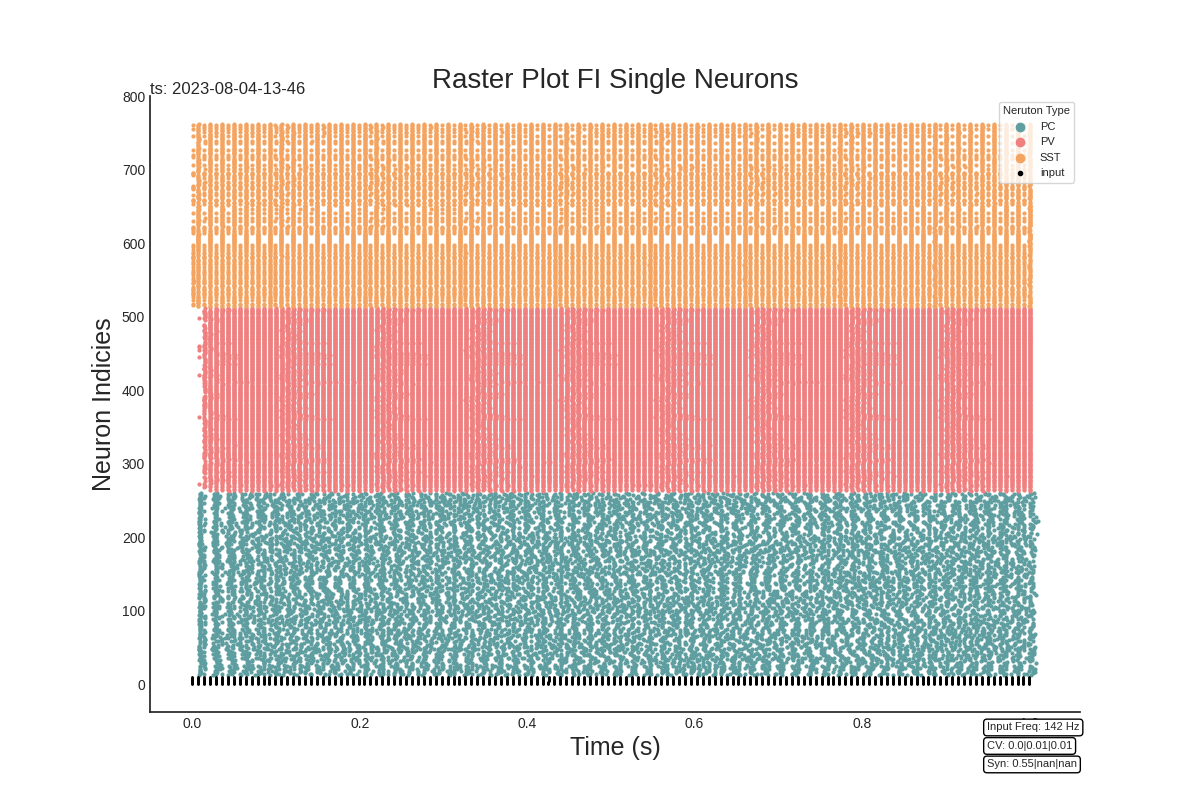 Raster Plot FI Single Neurons
ts: 2023-08-04-13-46
Neruton Type
PC
PV
SST
input
Neuron Indicies
800
700
600
500
400
300
200
100
0
0.0 0.2 0.4 0.6 0.8
Time (s)
Input Freq: 142 Hz
CV: 0.0|0.01|0.01
Syn: 0.55|nan|nan